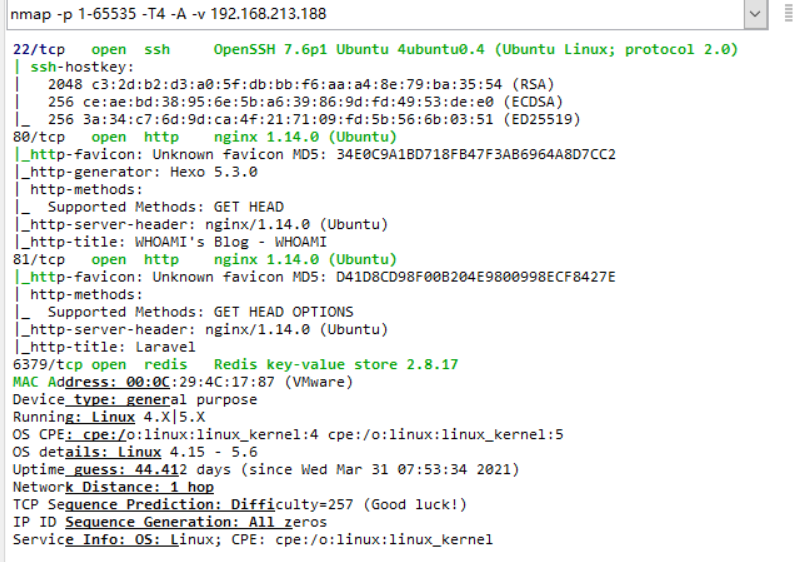 nmap -p 1-65535 -T4 -A -v 192.168.213.188
22/tcp   open  ssh     OpenSSH 7.6p1 Ubuntu 4ubuntu0.4 (Ubuntu Linux; protocol 2.0)
| ssh-hostkey:
|   2048 c3:2d:b2:d3:a0:5f:db:bb:f6:aa:a4:8e:79:ba:35:54 (RSA)
|   256 ce:ae:bd:38:95:6e:5b:a6:39:86:9d:fd:49:53:de:e0 (ECDSA)
|_  256 3a:34:c7:6d:9d:ca:4f:21:71:09:fd:5b:56:6b:03:51 (ED25519)
80/tcp   open  http    nginx 1.14.0 (Ubuntu)
|_http-favicon: Unknown favicon MD5: 34E0C9A1BD718FB47F3AB6964A8D7CC2
|_http-generator: Hexo 5.3.0
| http-methods:
|_  Supported Methods: GET HEAD
|_http-server-header: nginx/1.14.0 (Ubuntu)
|_http-title: WHOAMI's Blog - WHOAMI
81/tcp   open  http    nginx 1.14.0 (Ubuntu)
|_http-favicon: Unknown favicon MD5: D41D8CD98F00B204E9800998ECF8427E
| http-methods:
|_  Supported Methods: GET HEAD OPTIONS
|_http-server-header: nginx/1.14.0 (Ubuntu)
|_http-title: Laravel
6379/tcp open  redis   Redis key-value store 2.8.17
MAC Address: 00:0C:29:4C:17:87 (VMware)
Device type: general purpose
Running: Linux 4.X|5.X
OS CPE: cpe:/o:linux:linux_kernel:4 cpe:/o:linux:linux_kernel:5
OS details: Linux 4.15 - 5.6
Uptime guess: 44.412 days (since Wed Mar 31 07:53:34 2021)
Network Distance: 1 hop
TCP Sequence Prediction: Difficulty=257 (Good luck!)
IP ID Sequence Generation: All zeros
Service Info: OS: Linux; CPE: cpe:/o:linux:linux_kernel